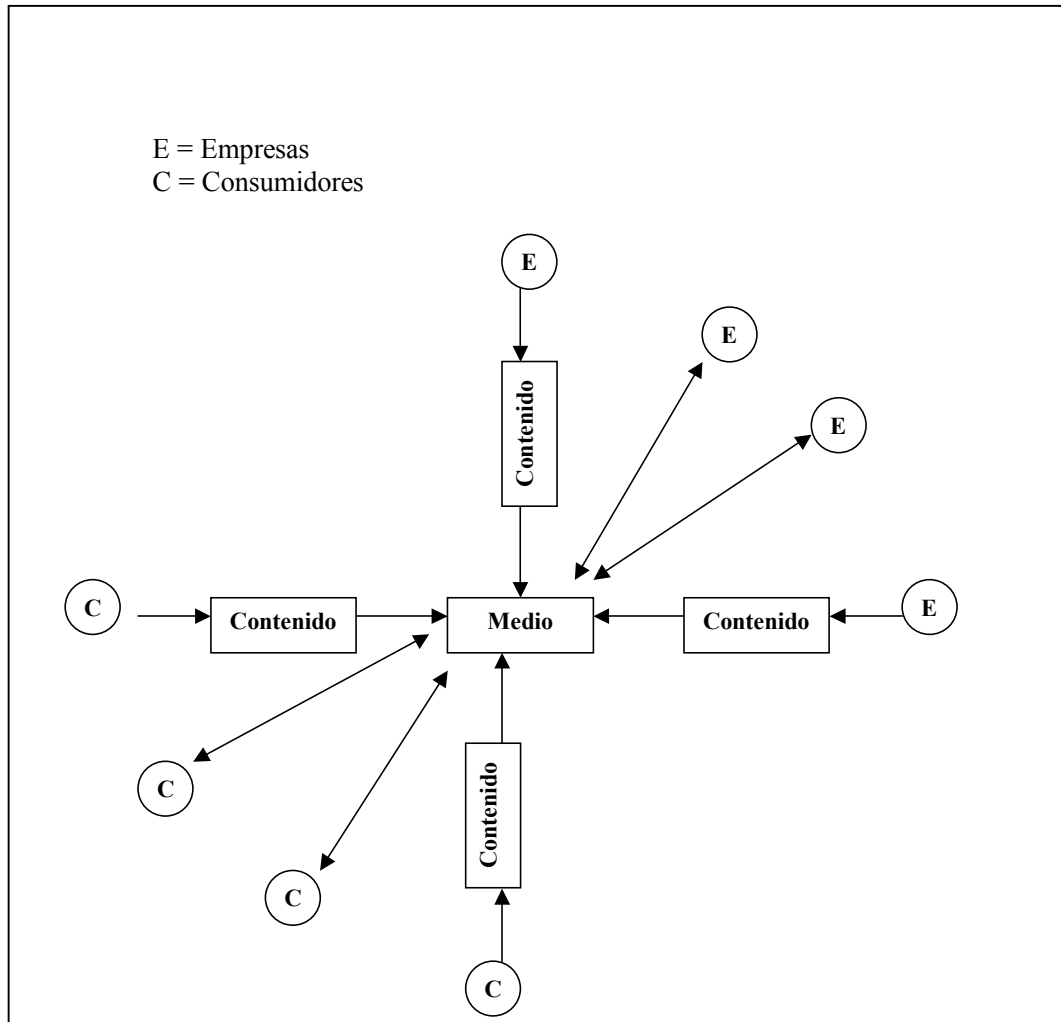 E = Empresas
C = Consumidores
E
E
Contenido
E
C
Contenido
Medio
Contenido
E
Contenido
C
C
C